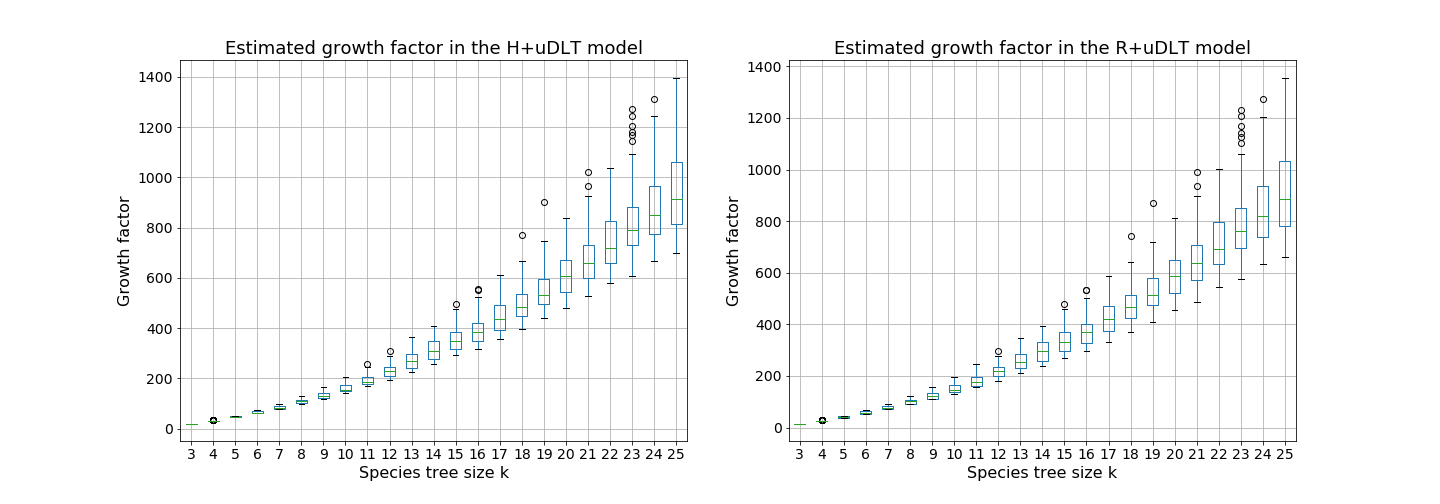 Estimated growth factor in the H+uDLT model
1400
1200
1000
800
600
400
200
0
Growth factor
3 4 5 6 7 8 9 10 11 12 13 14 15 16 17 18 19 20 21 22 23 24 25
Species tree size k
Estimated growth factor in the R+uDLT model
1400
1200
1000
800
600
400
200
0
Growth factor
3 4 5 6 7 8 9 10 11 12 13 14 15 16 17 18 19 20 21 22 23 24 25
Species tree size k